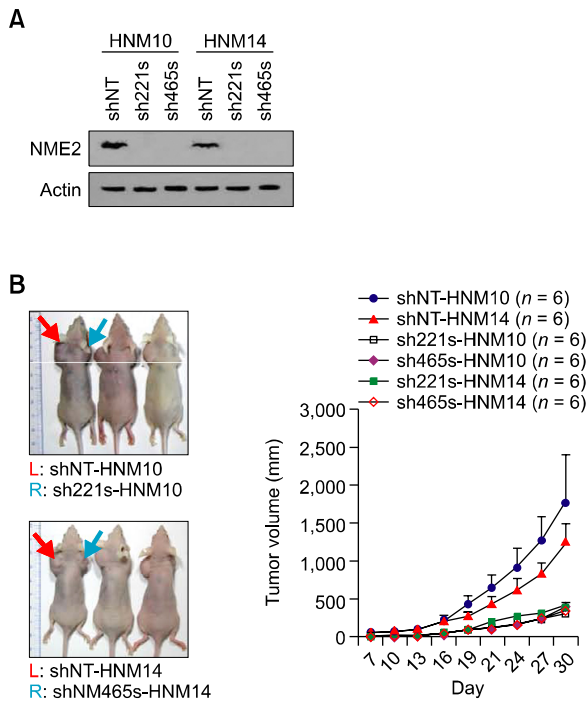 A
HNM10 HNM14
shNT sh221s sh465s shNT sh221s sh465s
NME2
Actin
B
L: shNT-HNM10
R: sh221s-HNM10
L: shNT-HNM14
R: shNM465s-HNM14
shNT-HNM10 (n = 6)
shNT-HNM14 (n = 6)
sh221s-HNM10 (n = 6)
sh465s-HNM10 (n = 6)
sh221s-HNM14 (n = 6)
sh465s-HNM14 (n = 6)
Tumor volume (mm)
3,000
2,500
2,000
1,500
1,000
500
0
7 10 13 16 19 21 24 27 30
Day